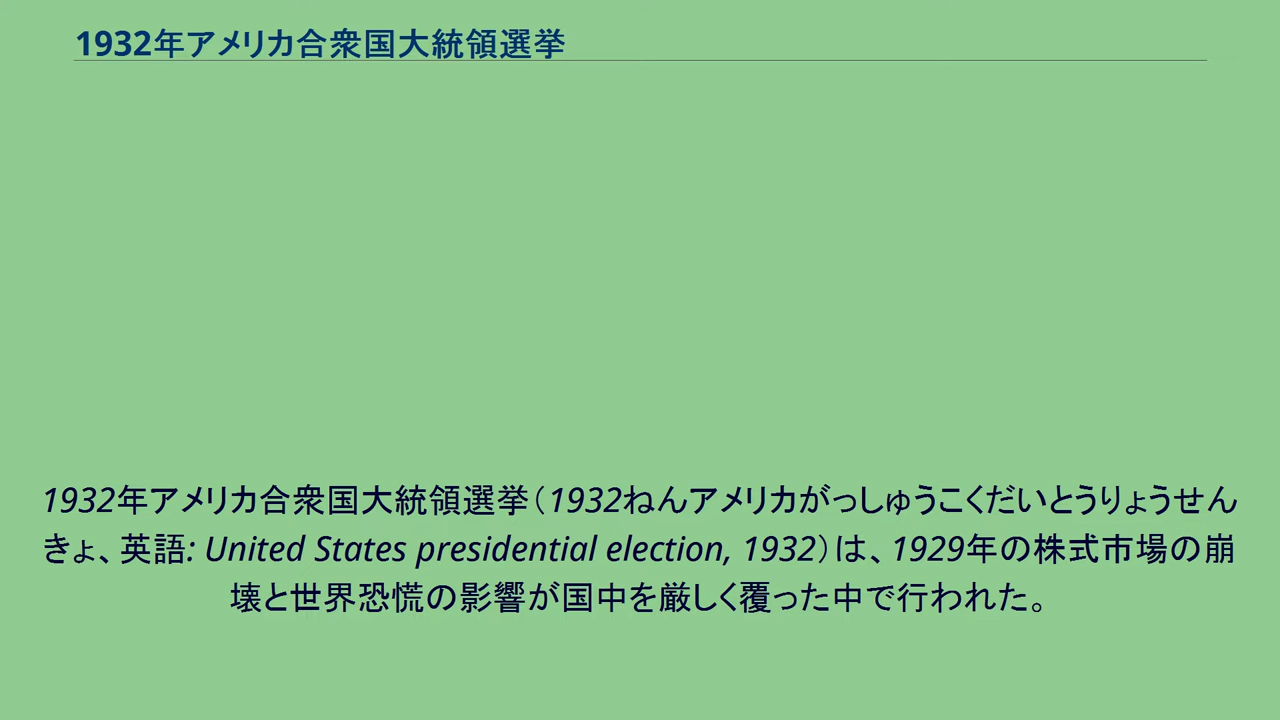 1932年アメリカ合衆国大統領選挙
1932年アメリカ合衆国大統領選挙（1932ねんアメリカがっしゅうこくだいとうりょうせん
きょ、英語: United States presidential election, 1932）は、1929年の株式市場の崩
壊と世界恐慌の影響が国中を厳しく覆った中で行われた。